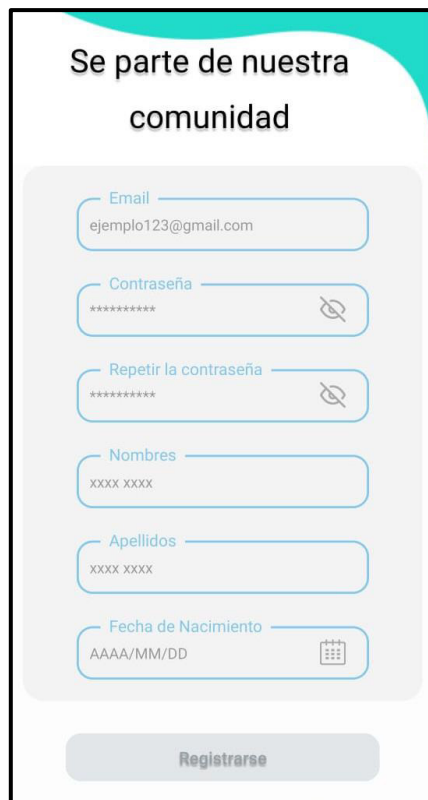 Se parte de nuestra
comunidad
Email
ejemplo123@gmail.com
Contraseña
**********
Repetir la contraseña
**********
Nombres
xxxx xxxx
Apellidos
xxxx xxxx
Fecha de Nacimiento
AAAA/MM/DD
Registrarse